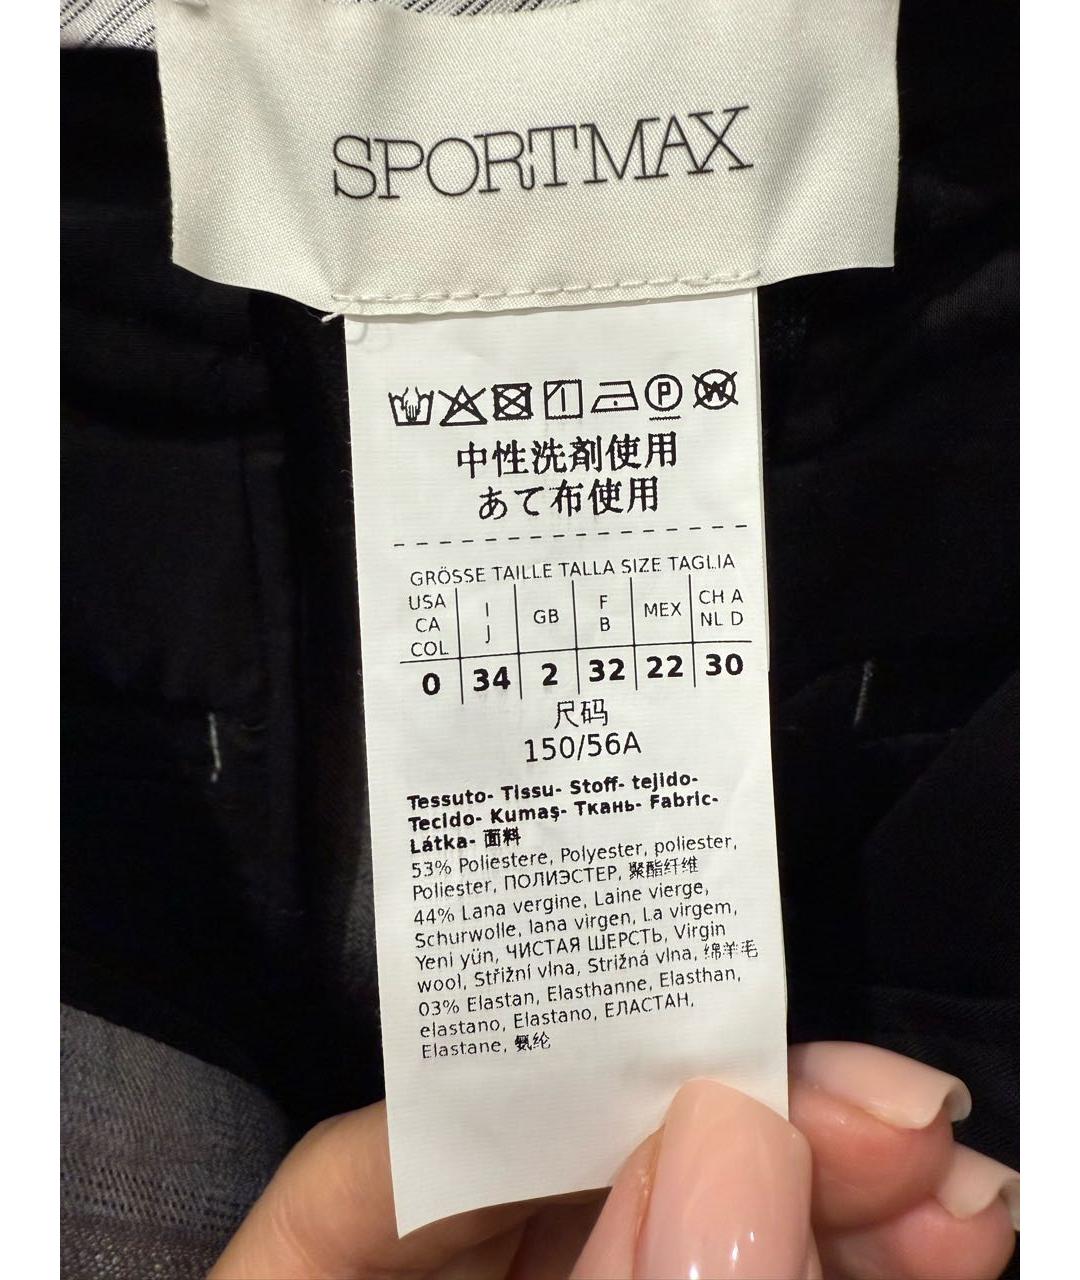 SPORTMAX
P W
中性洗剤使用
あて布使用
GRÖSSE TAILLE TALLA SIZE TAGLIA
USA CA COL I J GB F B MEX CH A NL D
0 34 2 32 22 30
尺码
150/56A
Tessuto- Tissu- Stoff- tejido-
Tecido- Kumaş- Ткань- Fabric-
Látka- 面料
53% Poliestere, Polyester, poliester,
Poliester, ПОЛИЭСТЕР, 聚酯纤维
44% Lana vergine, Laine vierge,
Schurwolle, lana virgen, La virgem,
Yeni yün, ЧИСТАЯ ШЕРСТЬ, Virgin
wool, Střižní vlna, Strižná vlna, 绵羊毛
03% Elastan, Elasthanne, Elasthan,
elastano, Elastano, ЕЛАСТАН,
Elastane, 氨纶